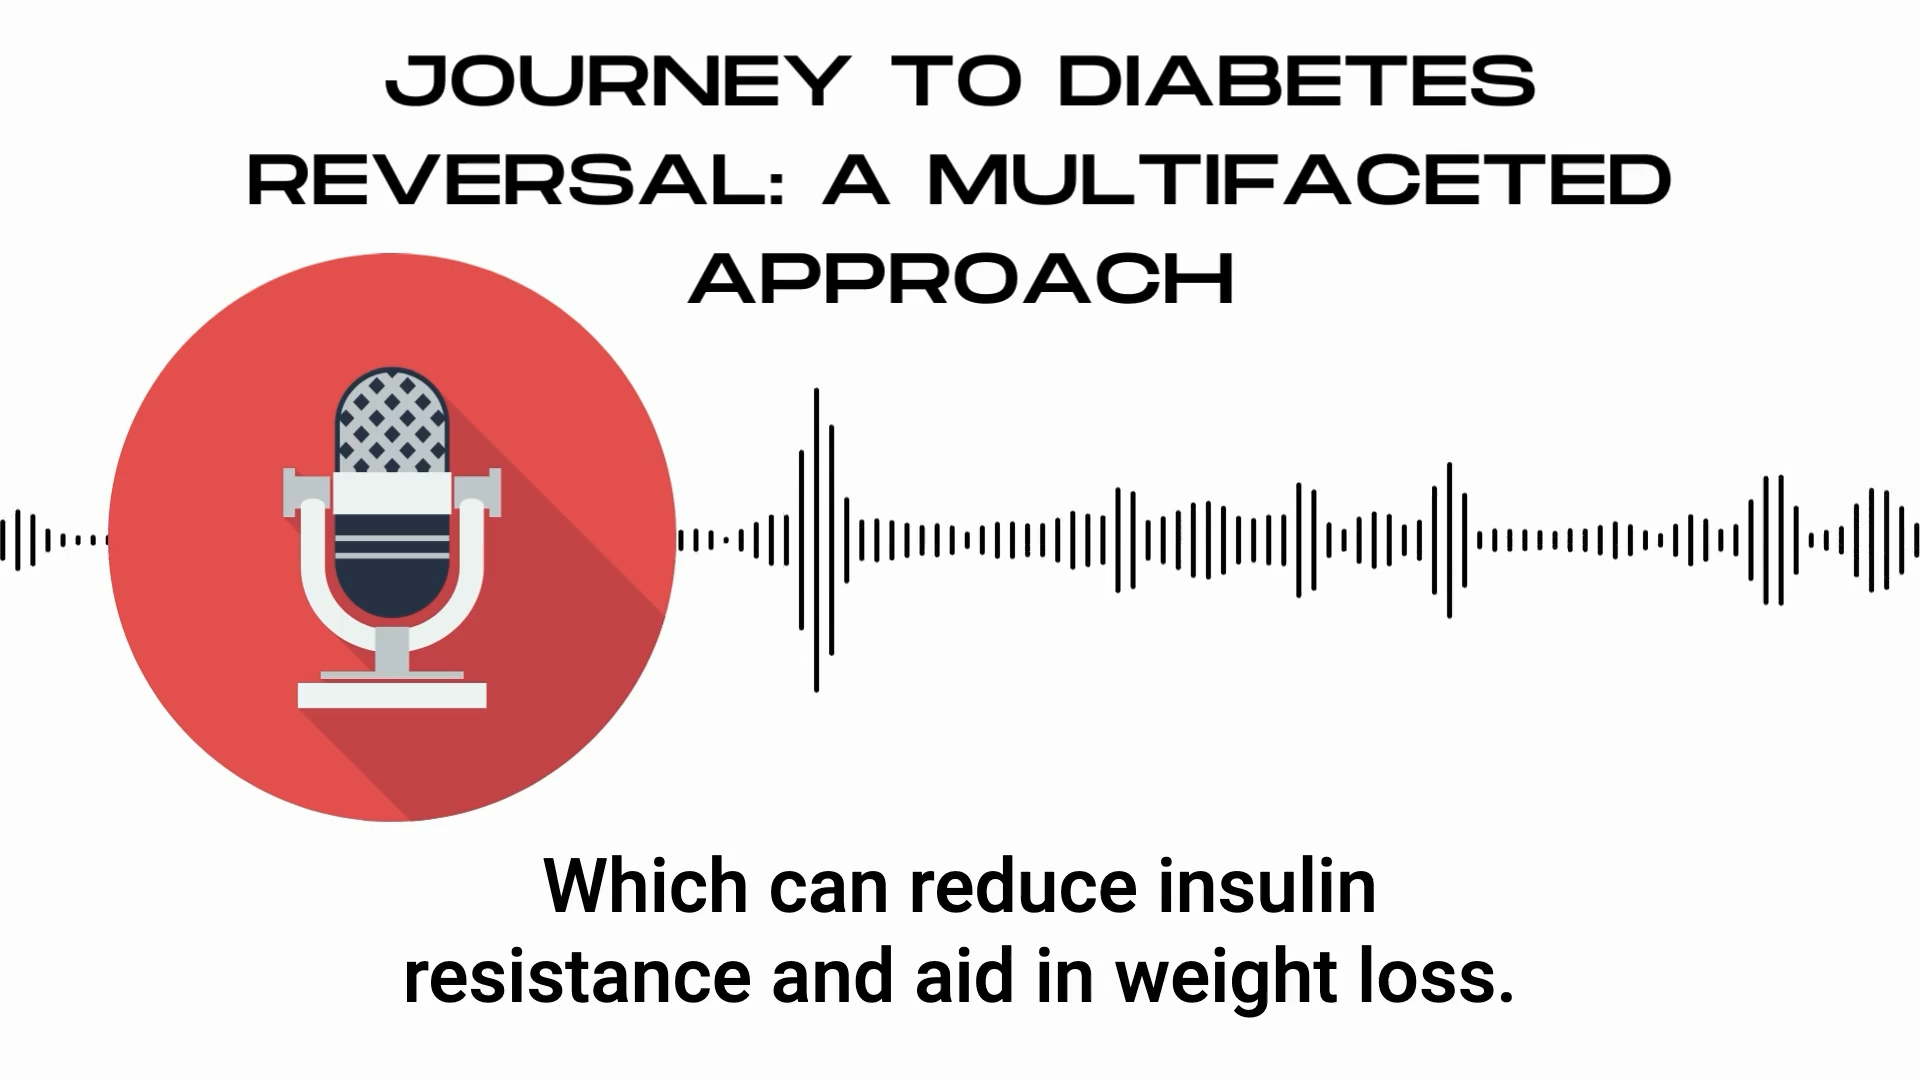 JOURNEY TO DIABETES
REVERSAL: A MULTIFACETED
APPROACH
Which can reduce insulin
resistance and aid in weight loss.